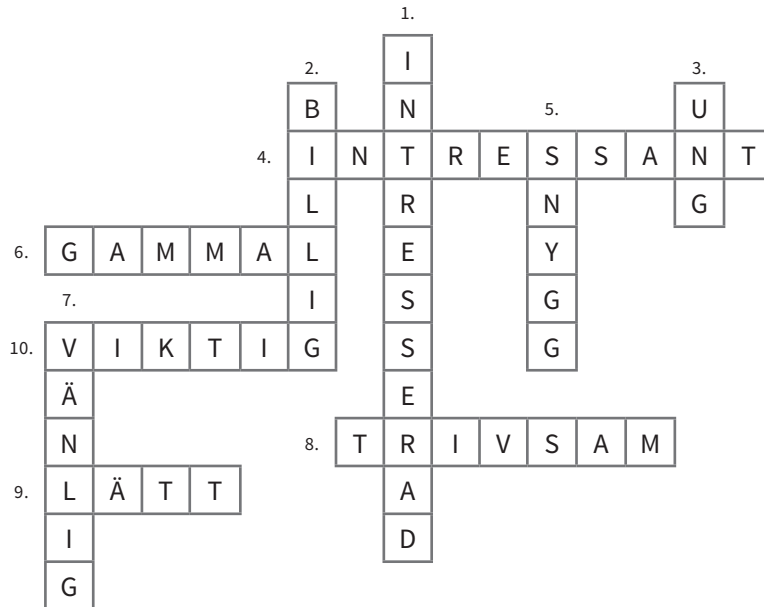 1.
I
2. 3.
B N 5. U
4. I N T R E S S A N T
L R N G
6. G A M M A L E Y
7. I S G
10. V I K T I G S G
Ä E
N 8. T R I V S A M
9. L Ä T T A
I D
G